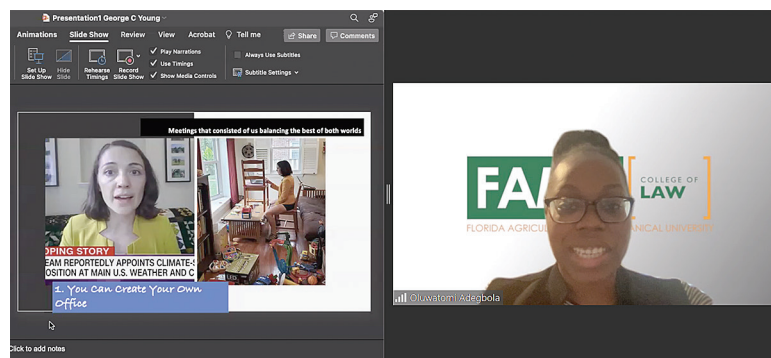 Presentation1 George C Young
Animations Slide Show Review View Acrobat Tell me Share Comments
Set Up
Slide Show
Hide
Slide
Rehearse
Timings
Record
Slide Show
Play Narrations
Use Timings
Show Media Controls
Always Use Subtitles
Subtitle Settings
Meetings that consisted of us balancing the best of both worlds
OPING STORY
EAM REPORTEDLY APPOINTS CLIMATE-S
OSITION AT MAIN U.S. WEATHER AND C
1. You Can Create Your Own
Office
Click to add notes
FAM
COLLEGE OF
LAW
FLORIDA AGRICUL ANICAL UNIVERSITY
Oluwatomi Adegbola